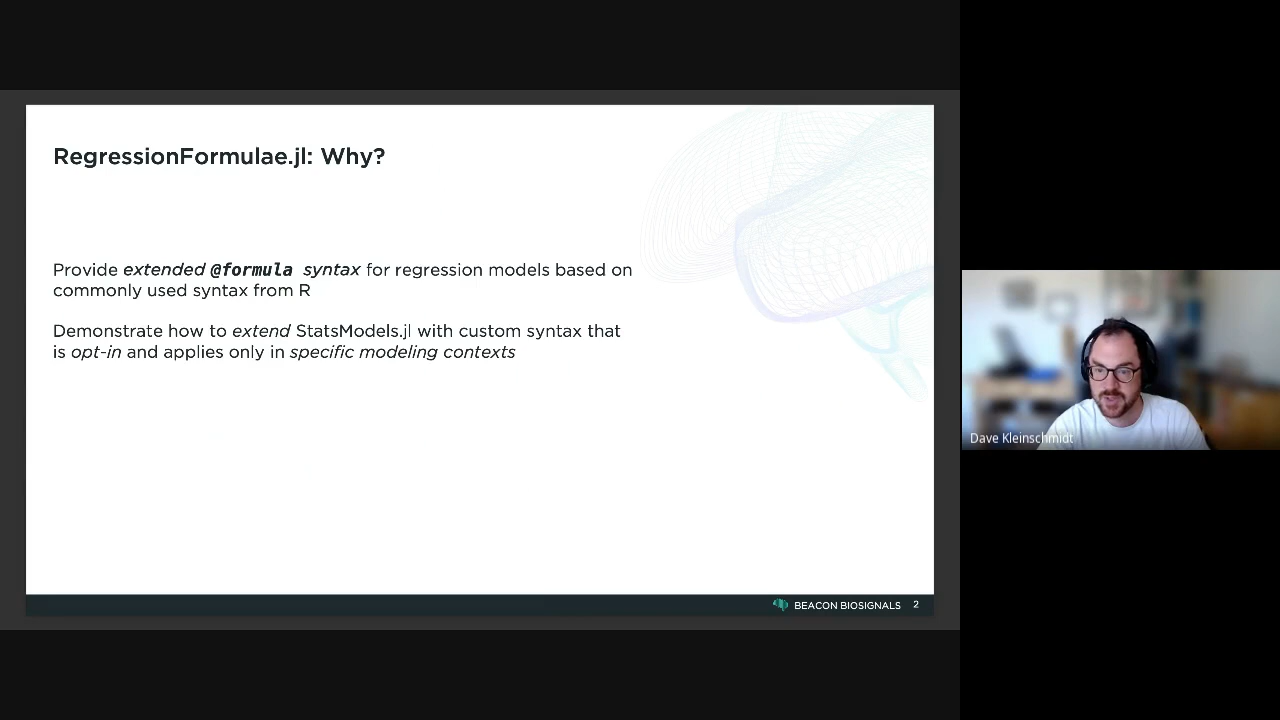 RegressionFormulae.jl: Why?
Provide extended @formula syntax for regression models based on
commonly used syntax from R
Demonstrate how to extend StatsModels.jl with custom syntax that
is opt-in and applies only in specific modeling contexts
BEACON BIOSIGNALS 2
Dave Kleinschmidt